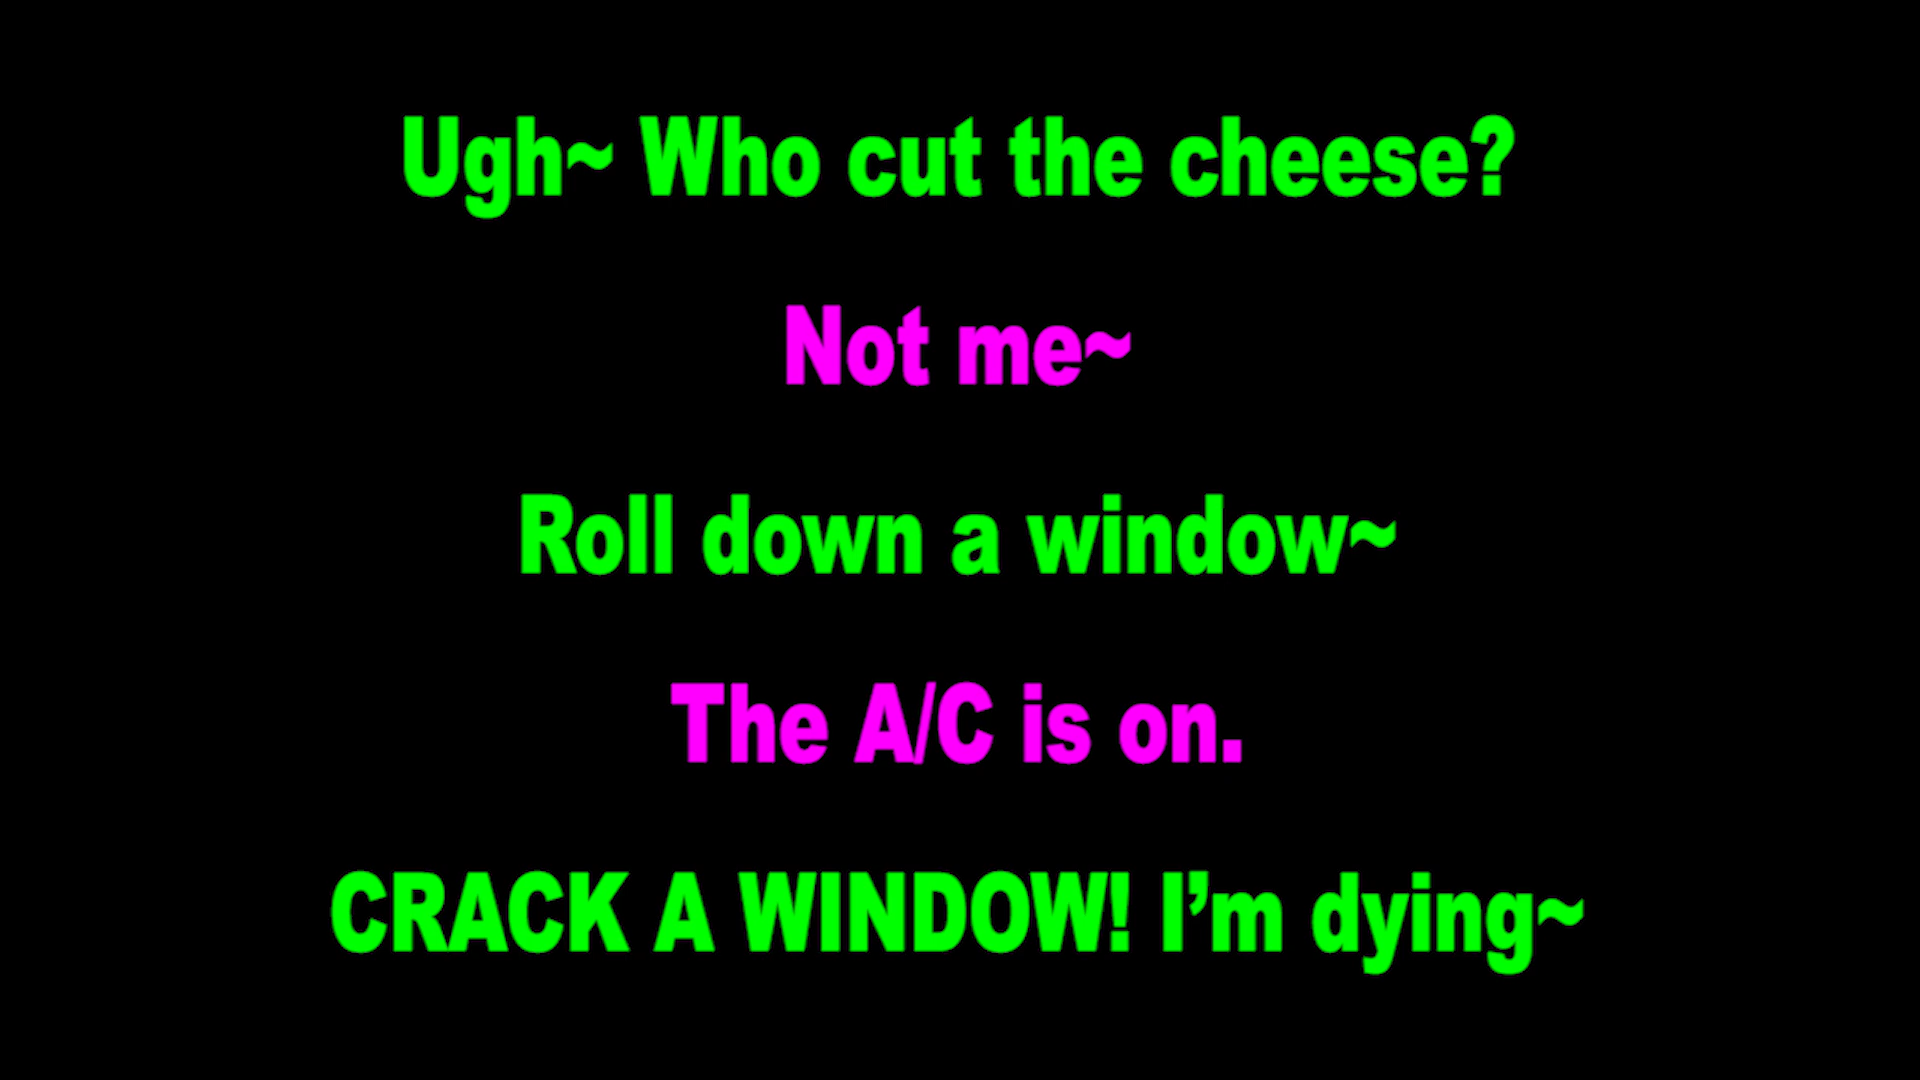 Ugh~ Who cut the cheese?
Not me~
Roll down a window~
The A/C is on.
CRACK A WINDOW! I’m dying~